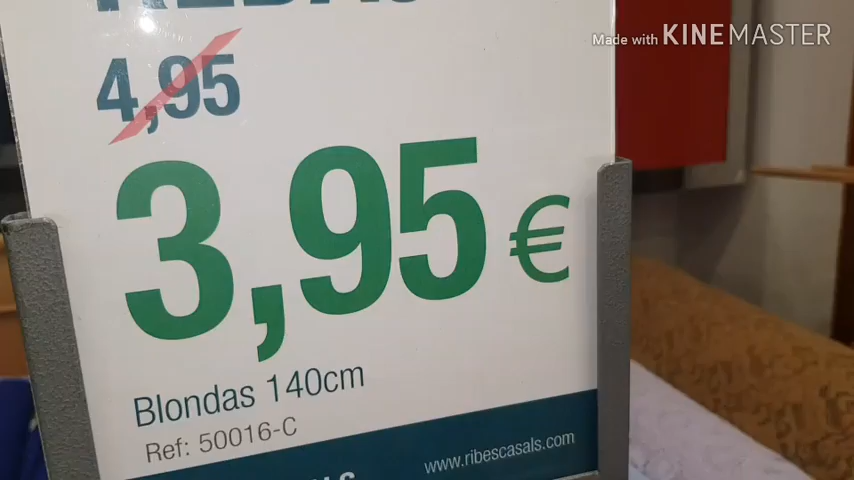 Made with KINEMASTER
4,95
3,95 €
Blondas 140cm
Ref: 50016-C
www.ribescasals.com